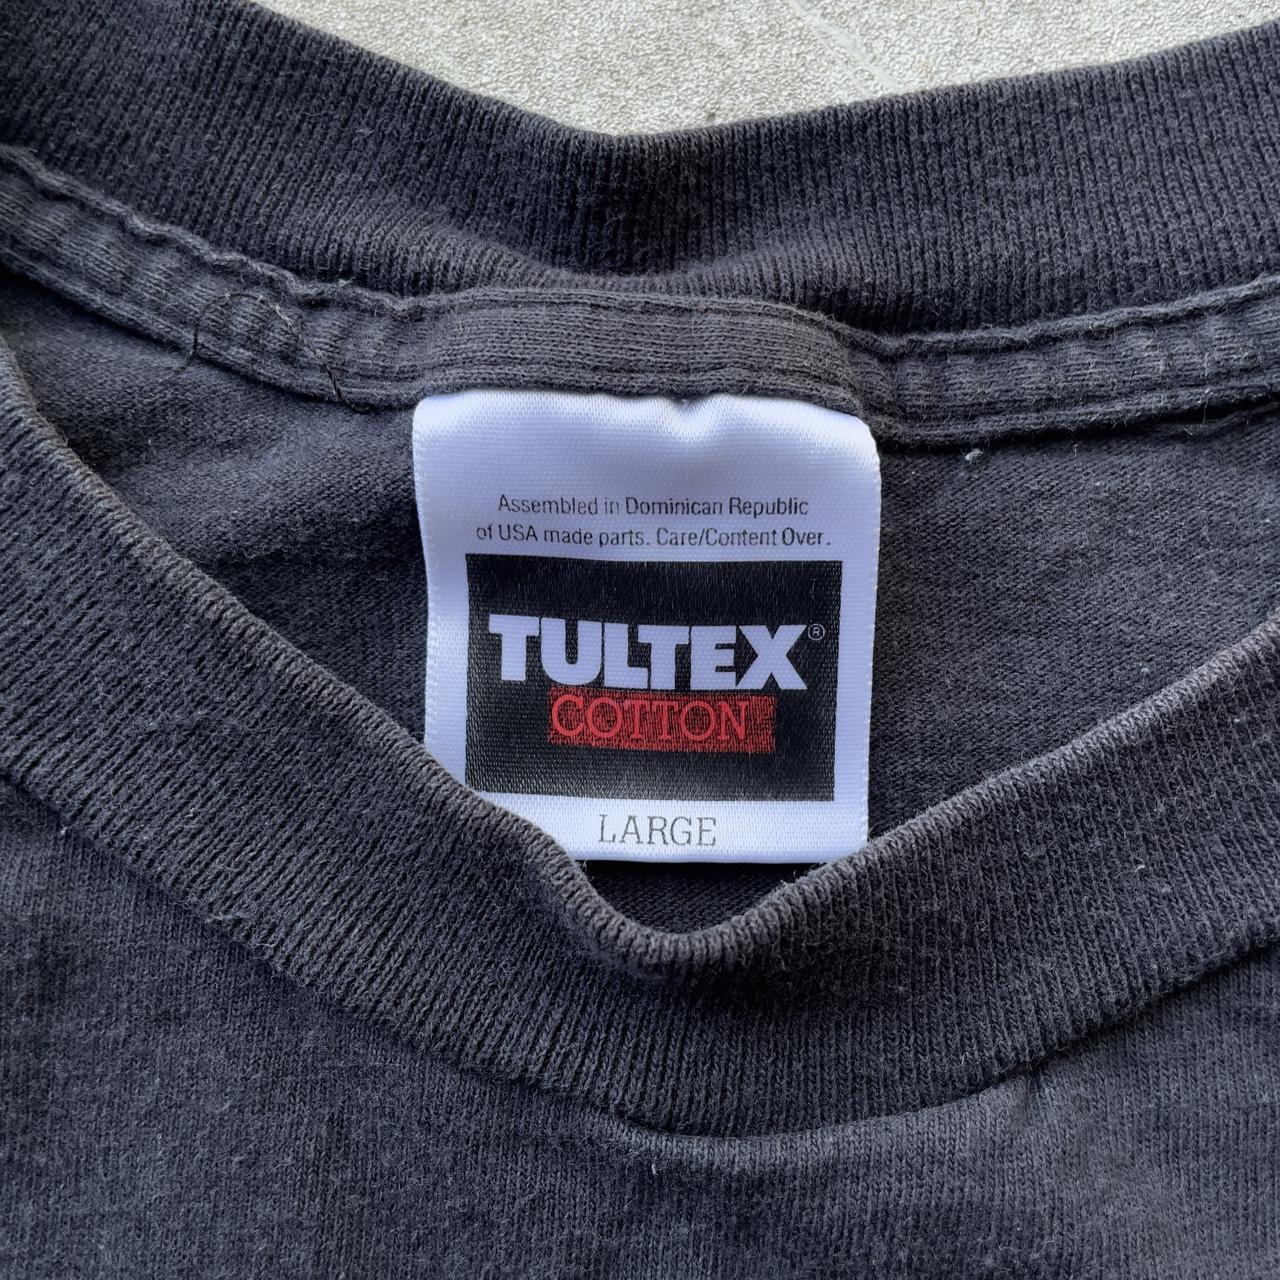 Assembled in Dominican Republic
of USA made parts. Care/Content Over.
TULTEX®
COTTON
LARGE